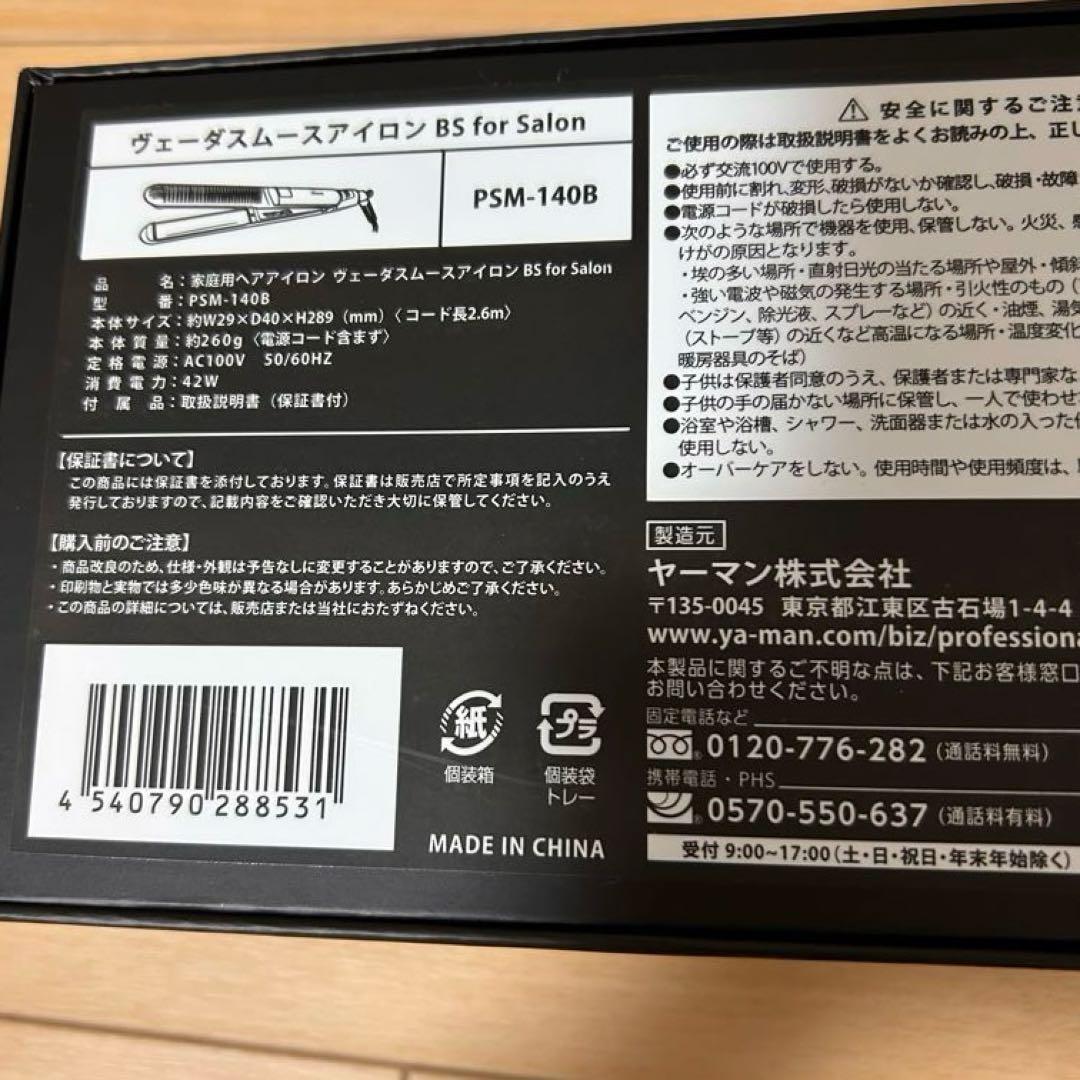 ヴェーダスムースアイロン BS for Salon
PSM-140B
品名:家庭用ヘアアイロン ヴェーダスムースアイロン BS for Salon
型番:PSM-140B
本体サイズ:約W29×D40×H289(mm)〈コード長2.6m〉
本体質量:約260g〈電源コード含まず〉
定格電源:AC100V 50/60HZ
消費電力:42W
付属品:取扱説明書(保証書付)
【保証書について】
この商品には保証書を添付しております。保証書は販売店で所定事項を記入のうえ
発行しておりますので、記載内容をご確認いただき大切に保管してください。
【購入前のご注意】
・商品改良のため、仕様・外観は予告なしに変更することがありますので、ご了承ください。
・印刷物と実物では多少色味が異なる場合があります。あらかじめご了承ください。
・この商品の詳細については、販売店または当社におたずねください。
4 540790 288531
紙
個装箱
プラ
個装袋
トレー
MADE IN CHINA
安全に関するご注
ご使用の際は取扱説明書をよくお読みの上、正し
●必ず交流100Vで使用する。
●使用前に割れ、変形、破損がないか確認し、破損・故障
●電源コードが破損したら使用しない。
●次のような場所で機器を使用、保管しない。火災、感
けがの原因となります。
・埃の多い場所・直射日光の当たる場所や屋外・傾斜
・強い電波や磁気の発生する場所・引火性のもの(
ベンジン、除光液、スプレーなど)の近く・油煙、湯気
(ストーブ等)の近くなど高温になる場所・温度変化
暖房器具のそば)
●子供は保護者同意のうえ、保護者または専門家な
●子供の手の届かない場所に保管し、一人で使わせ
●浴室や浴槽、シャワー、洗面器または水の入った
使用しない。
●オーバーケアをしない。使用時間や使用頻度は、
製造元
ヤーマン株式会社
〒135-0045 東京都江東区古石場1-4-4
www.ya-man.com/biz/professiona
本製品に関するご不明な点は、下記お客様窓口
お問い合わせください。
固定電話など
0120-776-282(通話料無料)
携帯電話・PHS
0570-550-637(通話料有料)
受付 9:00~17:00(土・日・祝日・年末年始除く)